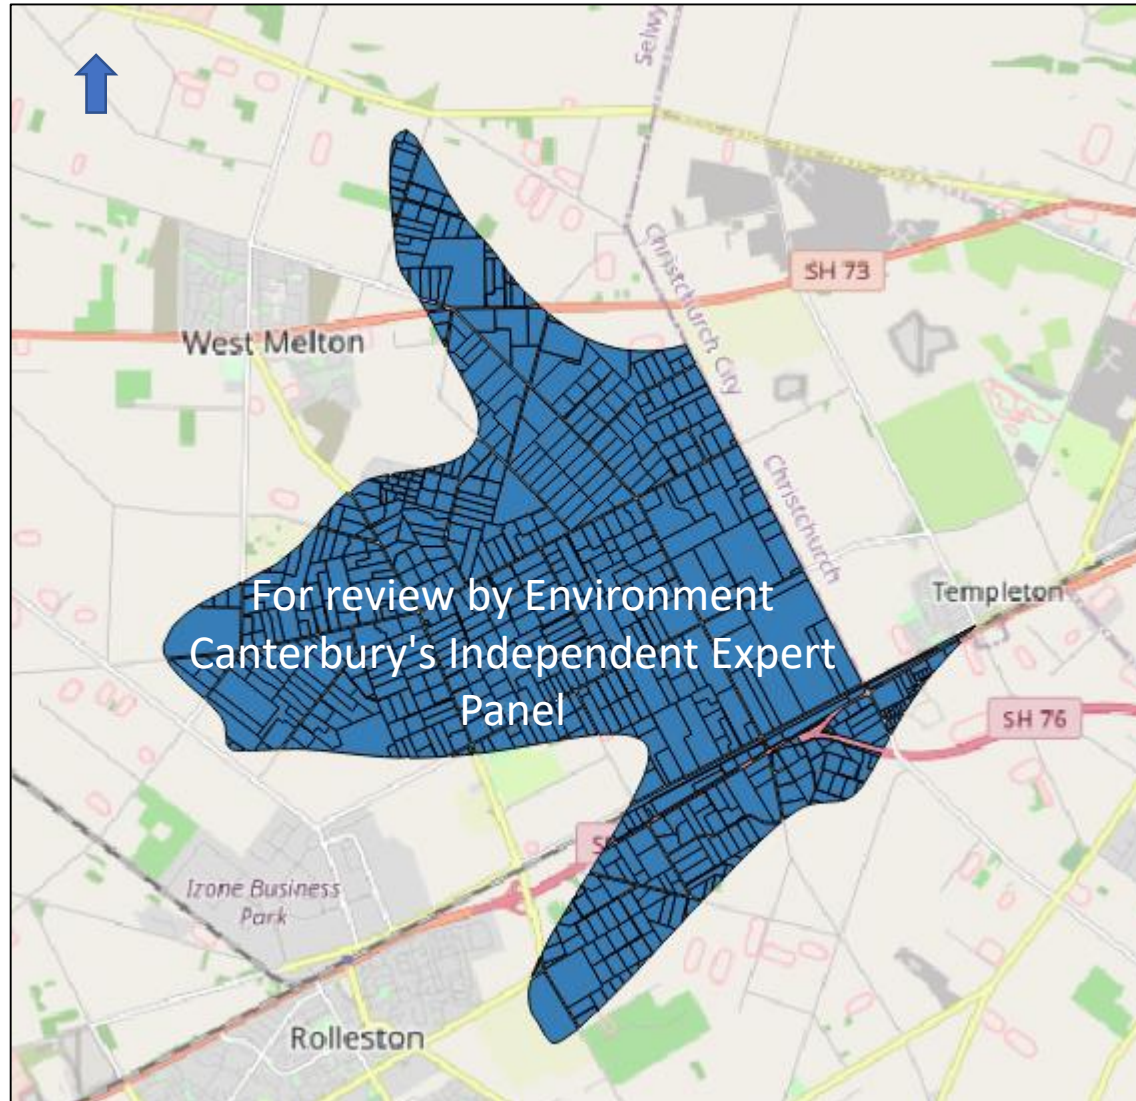 Selwy
Christchurch City
SH 73
West Melton
Christchurch
Templeton
For review by Environment
Canterbury's Independent Expert
Panel
SH 76
S
Izone Business
Park
Rolleston